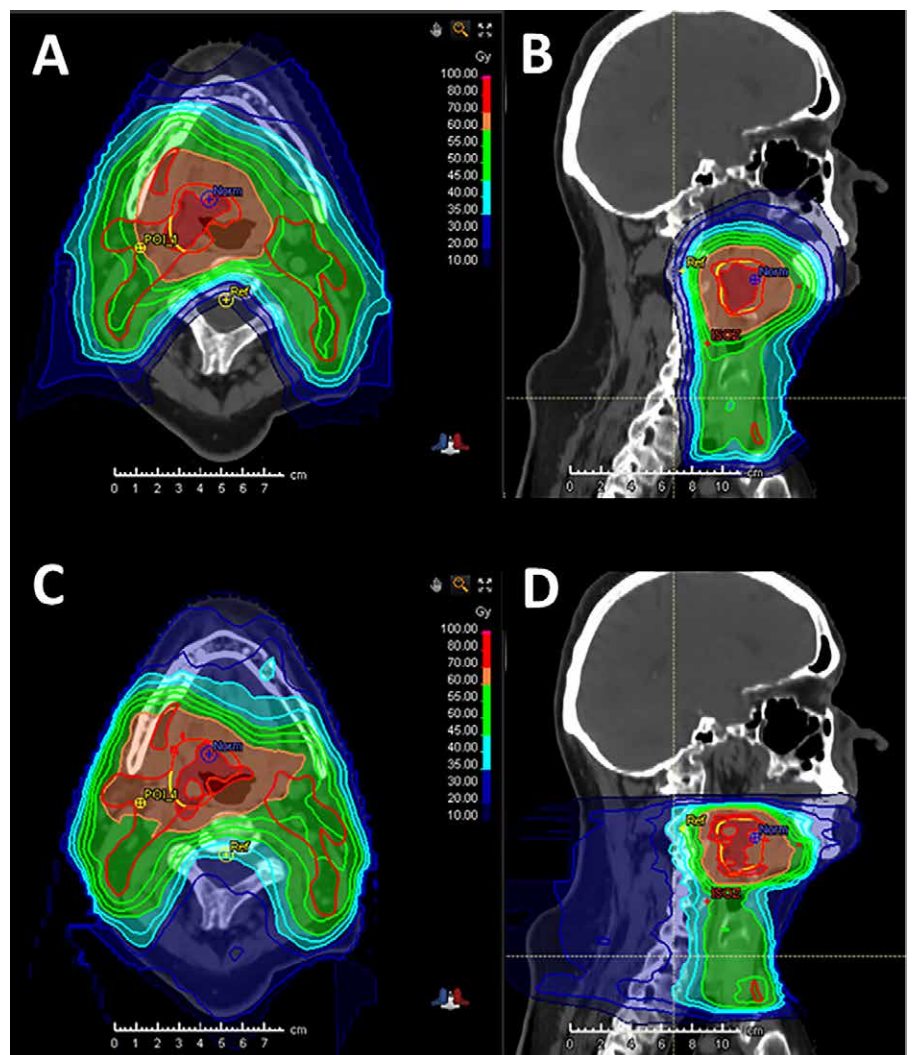 A
Gy
100.00
80.00
70.00
60.00
55.00
50.00
45.00
40.00
35.00
30.00
20.00
10.00
Norm
POI_1
Ref
0 1 2 3 4 5 6 7 cm
B
Ref
Norm
ISOZ
0 2 4 6 8 10 cm
C
Gy
100.00
80.00
70.00
60.00
55.00
50.00
45.00
40.00
35.00
30.00
20.00
10.00
Norm
POI_1
Ref
0 1 2 3 4 5 6 7 cm
D
Ref
Norm
ISOZ
0 2 4 6 8 10 cm